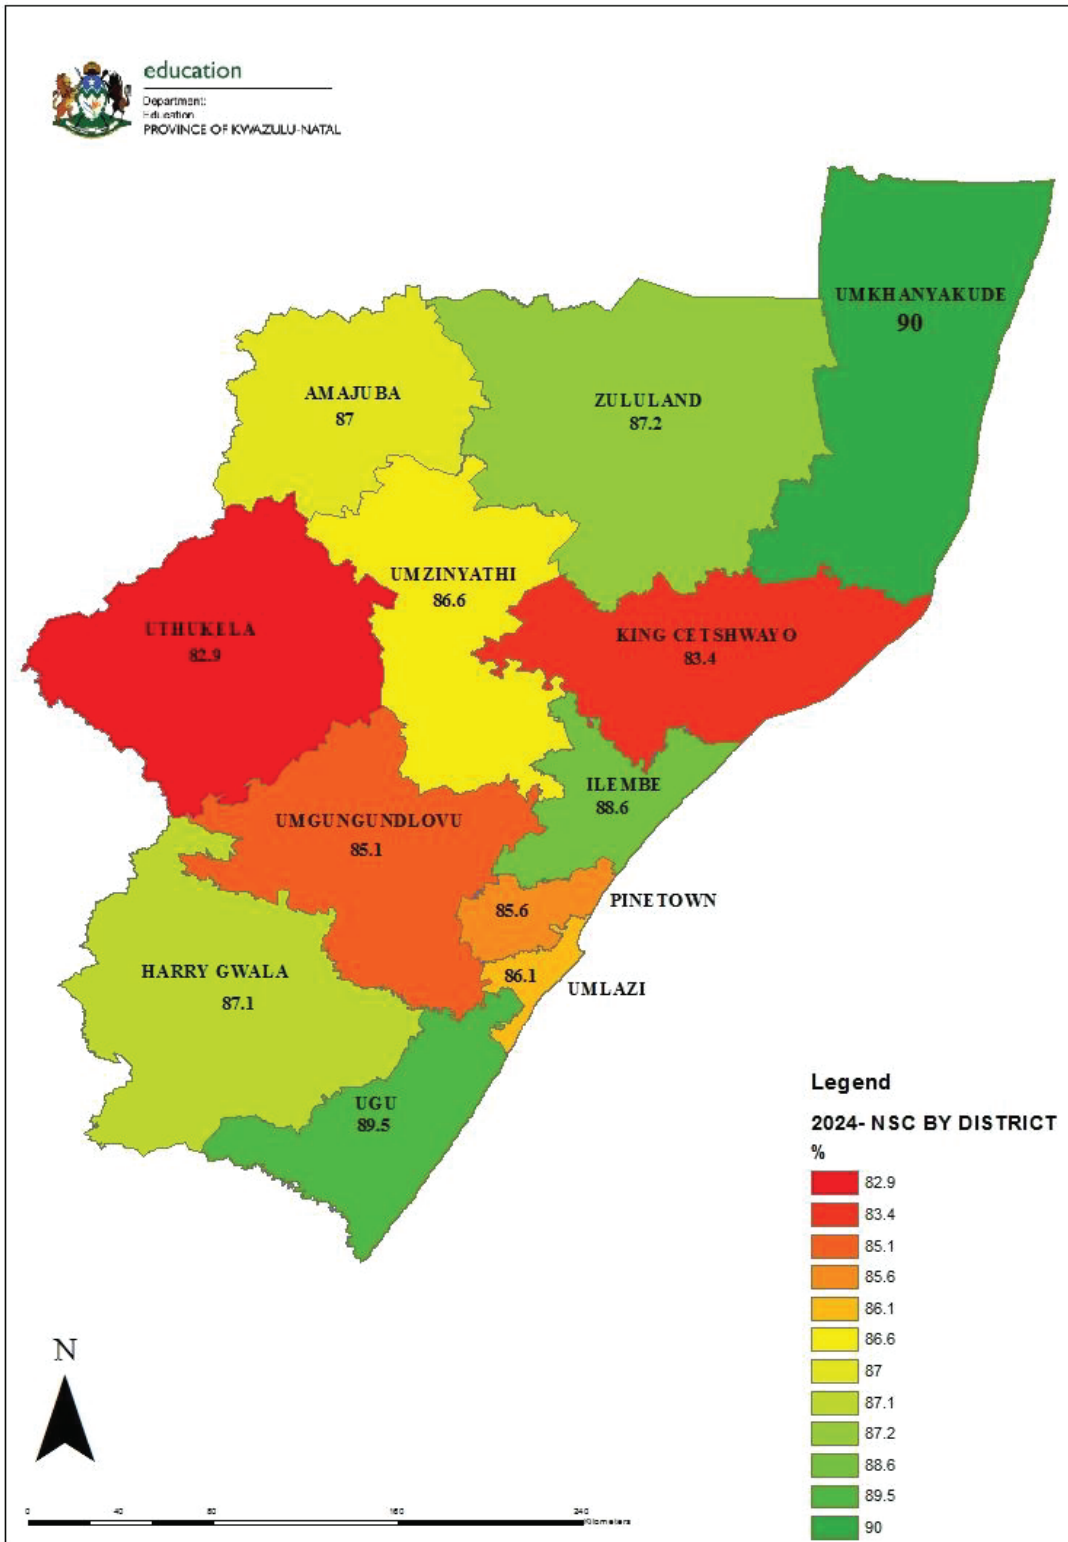 education
Department:
Education
PROVINCE OF KWAZULU-NATAL
UMKHANYAKUDE
90
AMAJUBA
87
ZULULAND
87.2
UMZINYATHI
86.6
UTHUKELA
82.9
KING CETSHWAYO
83.4
ILEMBE
88.6
UMGUNGUNDLOVU
85.1
85.6
PINETOWN
86.1
UMLAZI
HARRY GWALA
87.1
UGU
89.5
Legend
2024- NSC BY DISTRICT
%
82.9
83.4
85.1
85.6
86.1
86.6
87
87.1
87.2
88.6
89.5
90
N
0 40 80 160 240
Kilometers